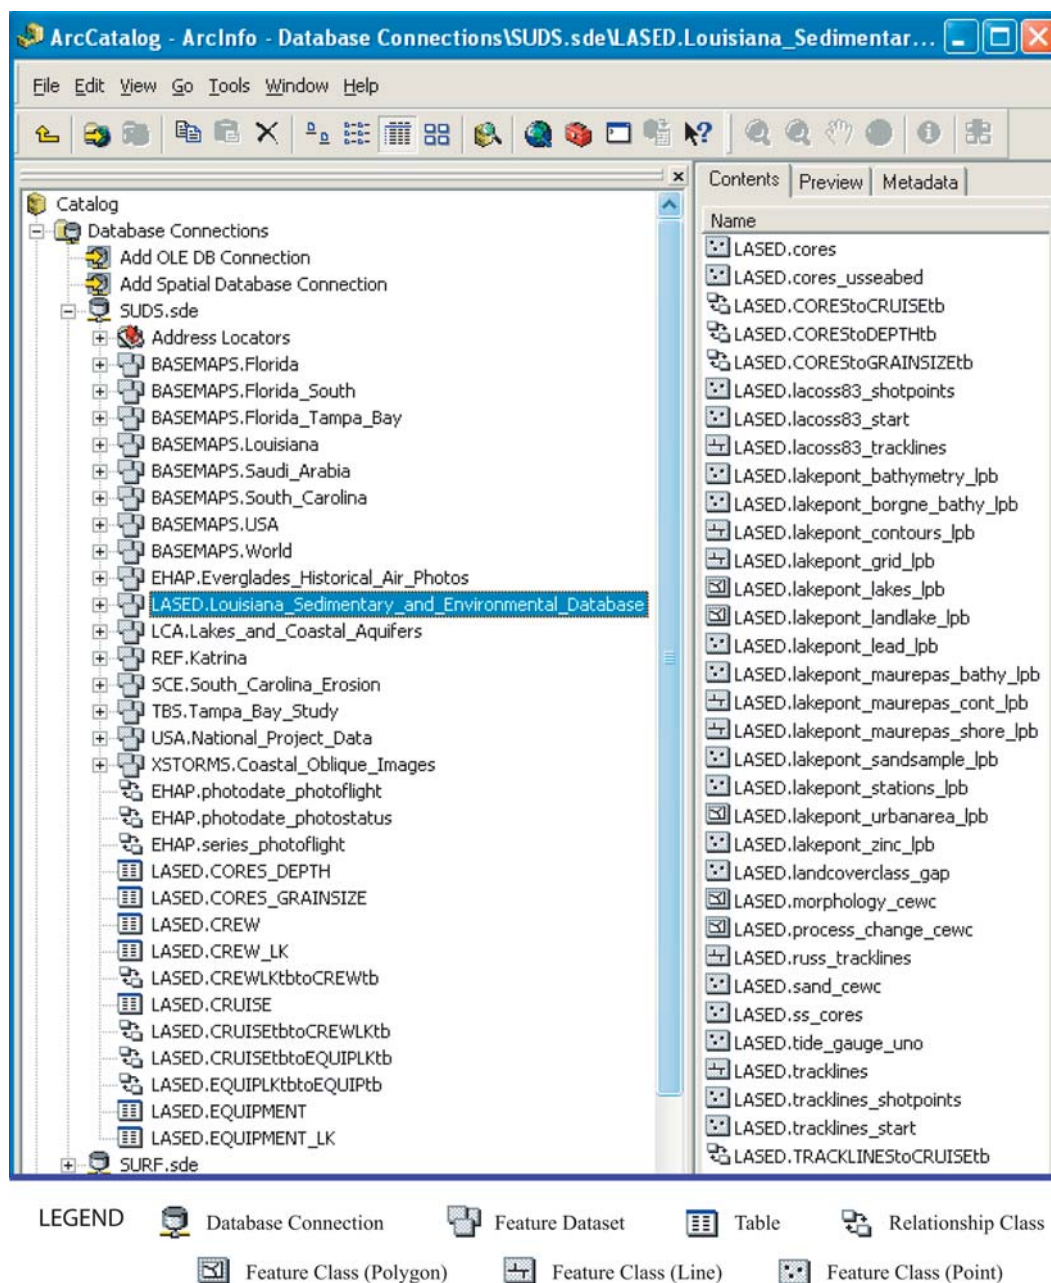 ArcCatalog - ArcInfo - Database Connections\SUDS.sde\LASED.Louisiana_Sedimentar...
File Edit View Go Tools Window Help
Catalog
Database Connections
Add OLE DB Connection
Add Spatial Database Connection
SUDS.sde
Address Locators
BASEMAPS.Florida
BASEMAPS.Florida_South
BASEMAPS.Florida_Tampa_Bay
BASEMAPS.Louisiana
BASEMAPS.Saudi_Arabia
BASEMAPS.South_Carolina
BASEMAPS.USA
BASEMAPS.World
EHAP.Everglades_Historical_Air_Photos
LASED.Louisiana_Sedimentary_and_Environmental_Database
LCA.Lakes_and_Coastal_Aquifers
REF.Katrina
SCE.South_Carolina_Erosion
TBS.Tampa_Bay_Study
USA.National_Project_Data
XSTORMS.Coastal_Oblique_Images
EHAP.photodate_photoflight
EHAP.photodate_photostatus
EHAP.series_photoflight
LASED.CORES_DEPTH
LASED.CORES_GRAINSIZE
LASED.CREW
LASED.CREW_LK
LASED.CREWLKtbtoCREWtb
LASED.CRUISE
LASED.CRUISEtbtoCREWLKtb
LASED.CRUISEtbtoEQUIPLKtb
LASED.EQUIPLKtbtoEQUIPtb
LASED.EQUIPMENT
LASED.EQUIPMENT_LK
SURF.sde
Contents Preview Metadata
Name
LASED.cores
LASED.cores_usseabed
LASED.COREStoCRUISEtb
LASED.COREStoDEPTHtb
LASED.COREStoGRAINSIZEtb
LASED.lacoss83_shotpoints
LASED.lacoss83_start
LASED.lacoss83_tracklines
LASED.lakepont_bathymetry_lpb
LASED.lakepont_borgne_bathy_lpb
LASED.lakepont_contours_lpb
LASED.lakepont_grid_lpb
LASED.lakepont_lakes_lpb
LASED.lakepont_landlake_lpb
LASED.lakepont_lead_lpb
LASED.lakepont_maurepas_bathy_lpb
LASED.lakepont_maurepas_cont_lpb
LASED.lakepont_maurepas_shore_lpb
LASED.lakepont_sandsample_lpb
LASED.lakepont_stations_lpb
LASED.lakepont_urbanarea_lpb
LASED.lakepont_zinc_lpb
LASED.landcoverclass_gap
LASED.morphology_cewc
LASED.process_change_cewc
LASED.russ_tracklines
LASED.sand_cewc
LASED.ss_cores
LASED.tide_gauge_uno
LASED.tracklines
LASED.tracklines_shotpoints
LASED.tracklines_start
LASED.TRACKLINEStoCRUISEtb
LEGEND Database Connection Feature Dataset Table Relationship Class
Feature Class (Polygon) Feature Class (Line) Feature Class (Point)